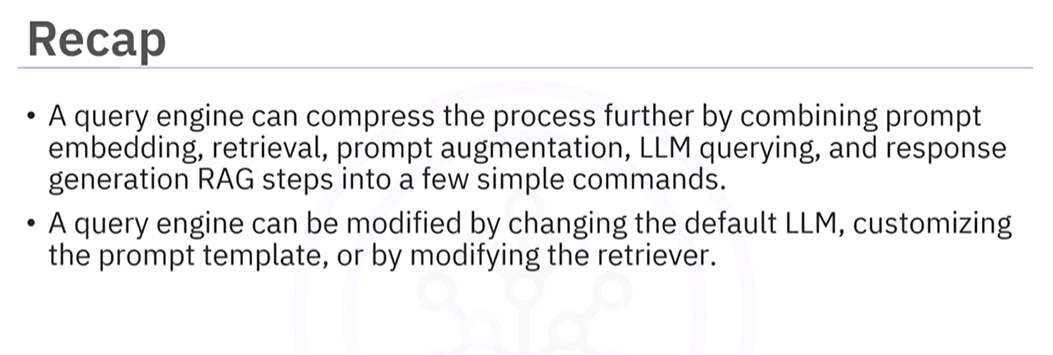 Recap
• A query engine can compress the process further by combining prompt
embedding, retrieval, prompt augmentation, LLM querying, and response
generation RAG steps into a few simple commands.
• A query engine can be modified by changing the default LLM, customizing
the prompt template, or by modifying the retriever.